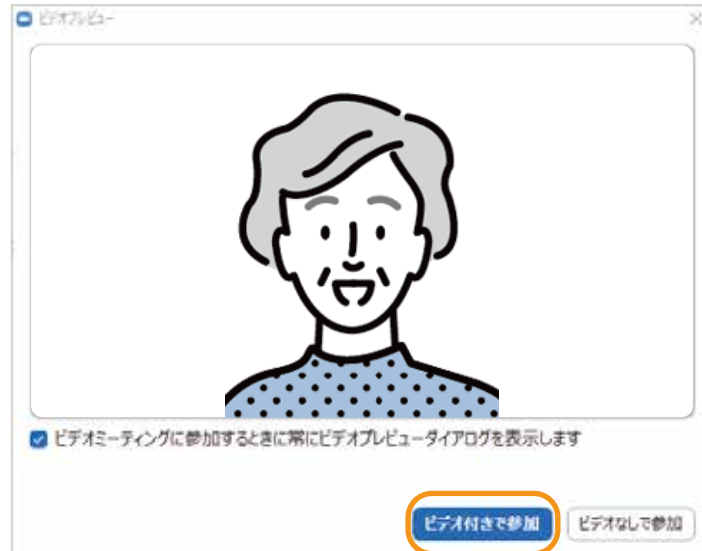 ビデオプレビュー
ビデオミーティングに参加するときに常にビデオプレビューダイアログを表示します
ビデオ付きで参加
ビデオなしで参加